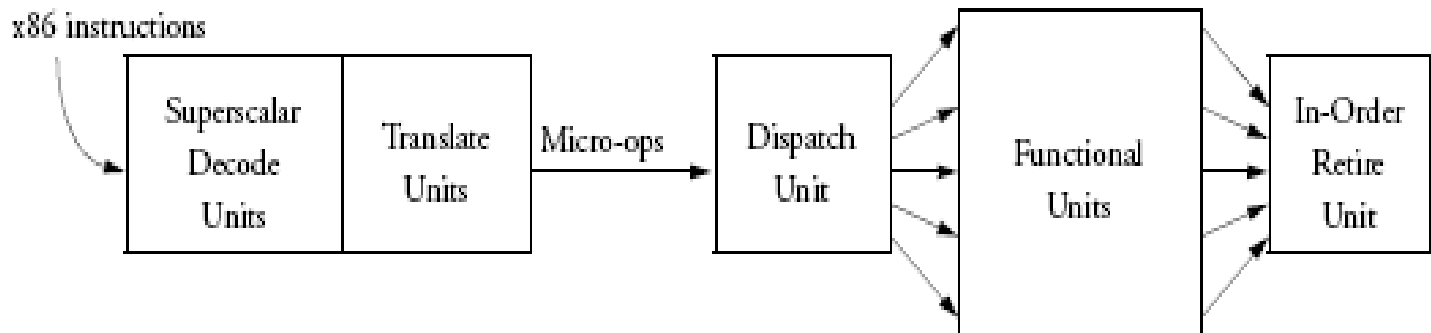 x86 instructions
Superscalar
Decode
Units
Translate
Units
Micro-ops
Dispatch
Unit
Functional
Units
In-Order
Retire
Unit